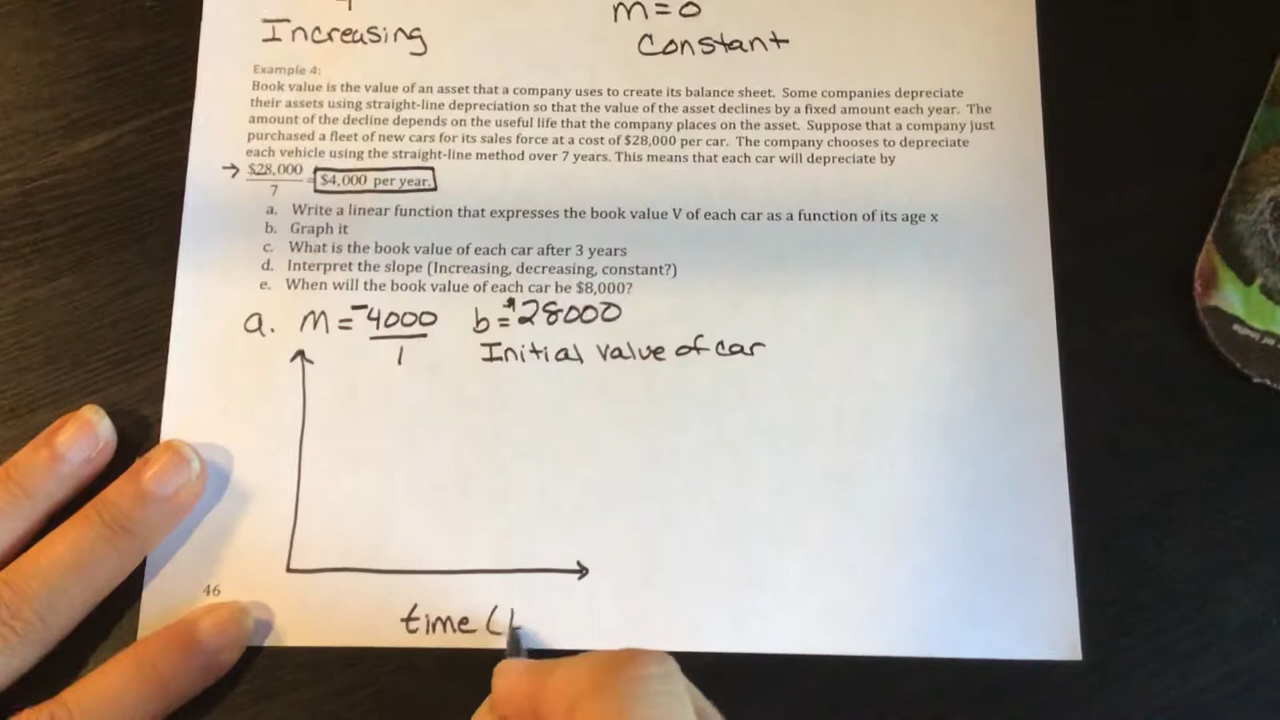 m=0
Increasing
Constant
Example 4:
Book value is the value of an asset that a company uses to create its balance sheet. Some companies depreciate
their assets using straight-line depreciation so that the value of the asset declines by a fixed amount each year. The
amount of the decline depends on the useful life that the company places on the asset. Suppose that a company just
purchased a fleet of new cars for its sales force at a cost of $28,000 per car. The company chooses to depreciate
each vehicle using the straight-line method over 7 years. This means that each car will depreciate by
→ $28,000
7
= $4,000 per year.
a. Write a linear function that expresses the book value V of each car as a function of its age x
b. Graph it
c. What is the book value of each car after 3 years
d. Interpret the slope (Increasing, decreasing, constant?)
e. When will the book value of each car be $8,000?
a. m = -4000 b = $28000
1
Initial value of car
46
time (